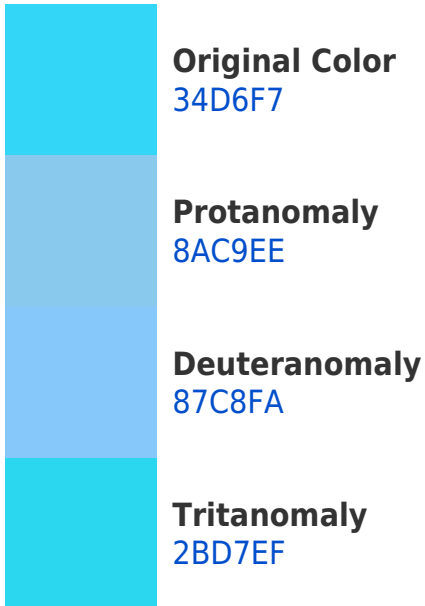 Original Color
34D6F7
Protanomaly
8AC9EE
Deuteranomaly
87C8FA
Tritanomaly
2BD7EF